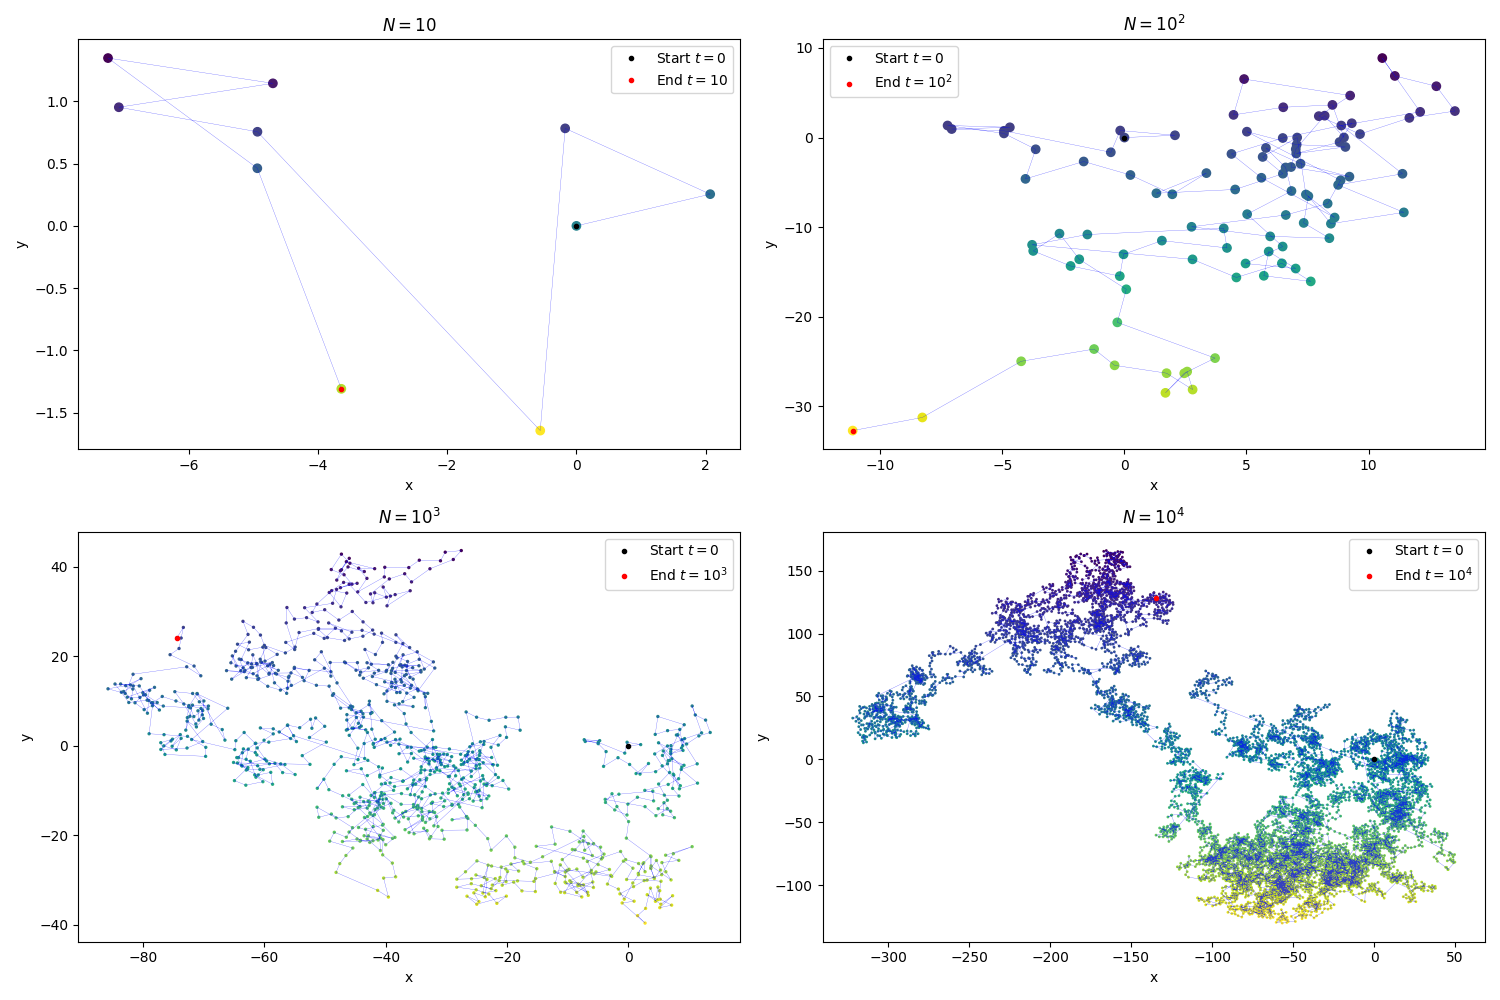 N = 10
Start t = 0
End t = 10
1.0
0.5
0.0
−0.5
−1.0
−1.5
y
−6
−4
−2
0
2
x
N = 10²
Start t = 0
End t = 10²
10
0
−10
−20
−30
y
−10
−5
0
5
10
x
N = 10³
Start t = 0
End t = 10³
40
20
0
−20
−40
y
−80
−60
−40
−20
0
x
N = 10⁴
Start t = 0
End t = 10⁴
150
100
50
0
−50
−100
y
−300
−250
−200
−150
−100
−50
0
50
x